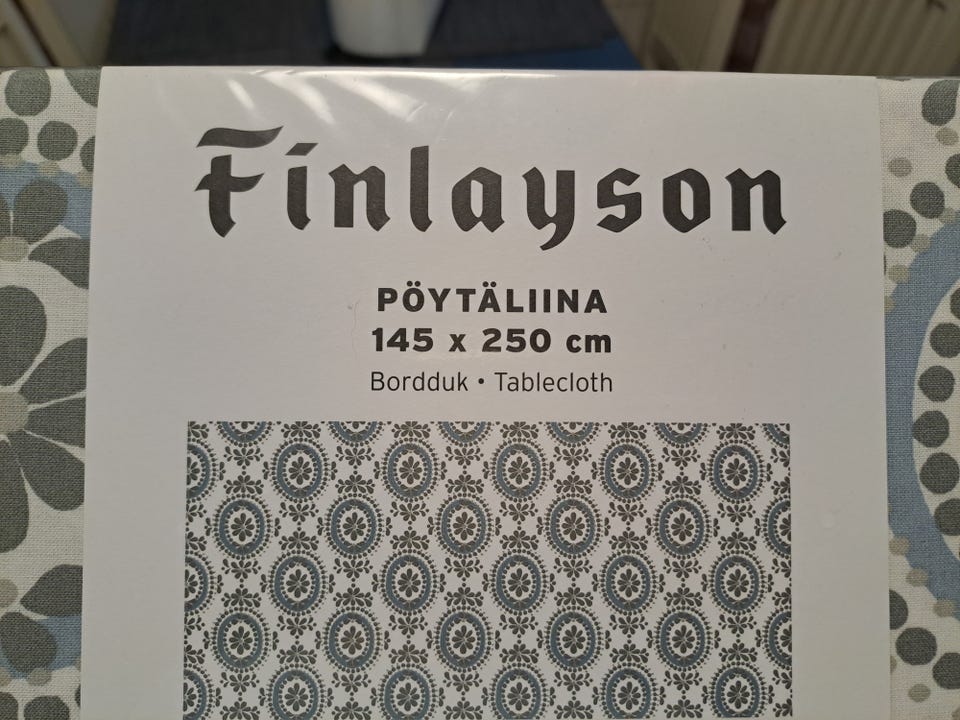 Finlayson
PÖYTÄLIINA
145 x 250 cm
Bordduk • Tablecloth